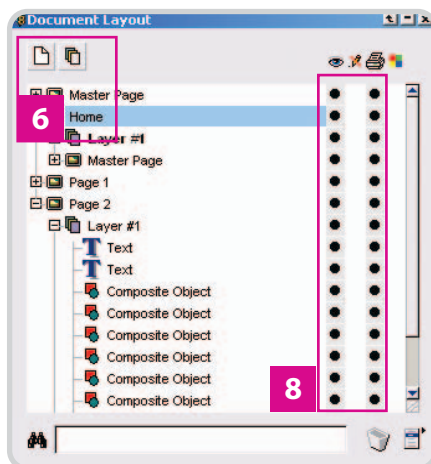 Document Layout
Master Page
6
Home
Layer #1
Master Page
Page 1
Page 2
Layer #1
Text
Text
Composite Object
Composite Object
Composite Object
Composite Object
Composite Object
8
Composite Object